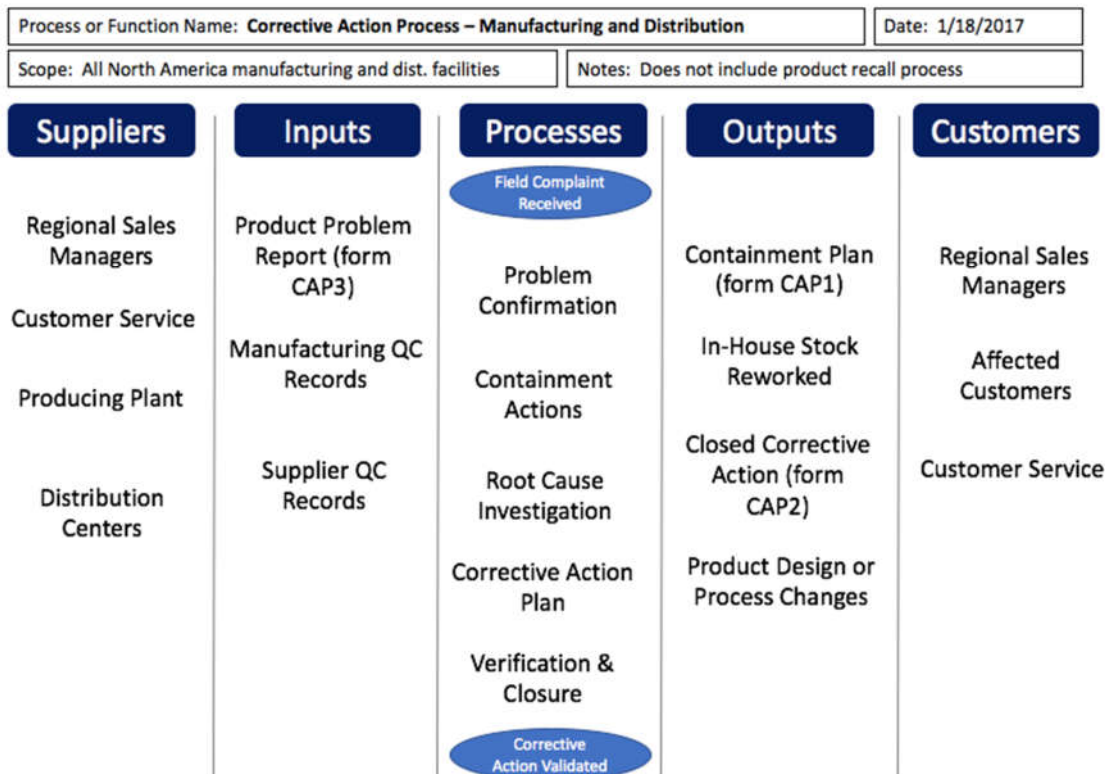 Process or Function Name: Corrective Action Process – Manufacturing and Distribution
Date: 1/18/2017
Scope: All North America manufacturing and dist. facilities
Notes: Does not include product recall process
Suppliers
Regional Sales
Managers
Customer Service
Producing Plant
Distribution
Centers
Inputs
Product Problem
Report (form
CAP3)
Manufacturing QC
Records
Supplier QC
Records
Processes
Field Complaint
Received
Problem
Confirmation
Containment
Actions
Root Cause
Investigation
Corrective Action
Plan
Verification &
Closure
Corrective
Action Validated
Outputs
Containment Plan
(form CAP1)
In-House Stock
Reworked
Closed Corrective
Action (form
CAP2)
Product Design or
Process Changes
Customers
Regional Sales
Managers
Affected
Customers
Customer Service